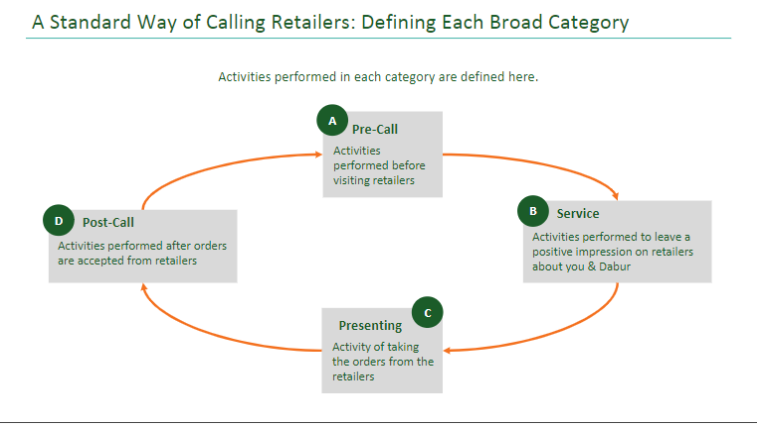 A Standard Way of Calling Retailers: Defining Each Broad Category
Activities performed in each category are defined here.
A
Pre-Call
Activities
performed before
visiting retailers
B
Service
Activities performed to leave a
positive impression on retailers
about you & Dabur
C
Presenting
Activity of taking
the orders from the
retailers
D
Post-Call
Activities performed after orders
are accepted from retailers